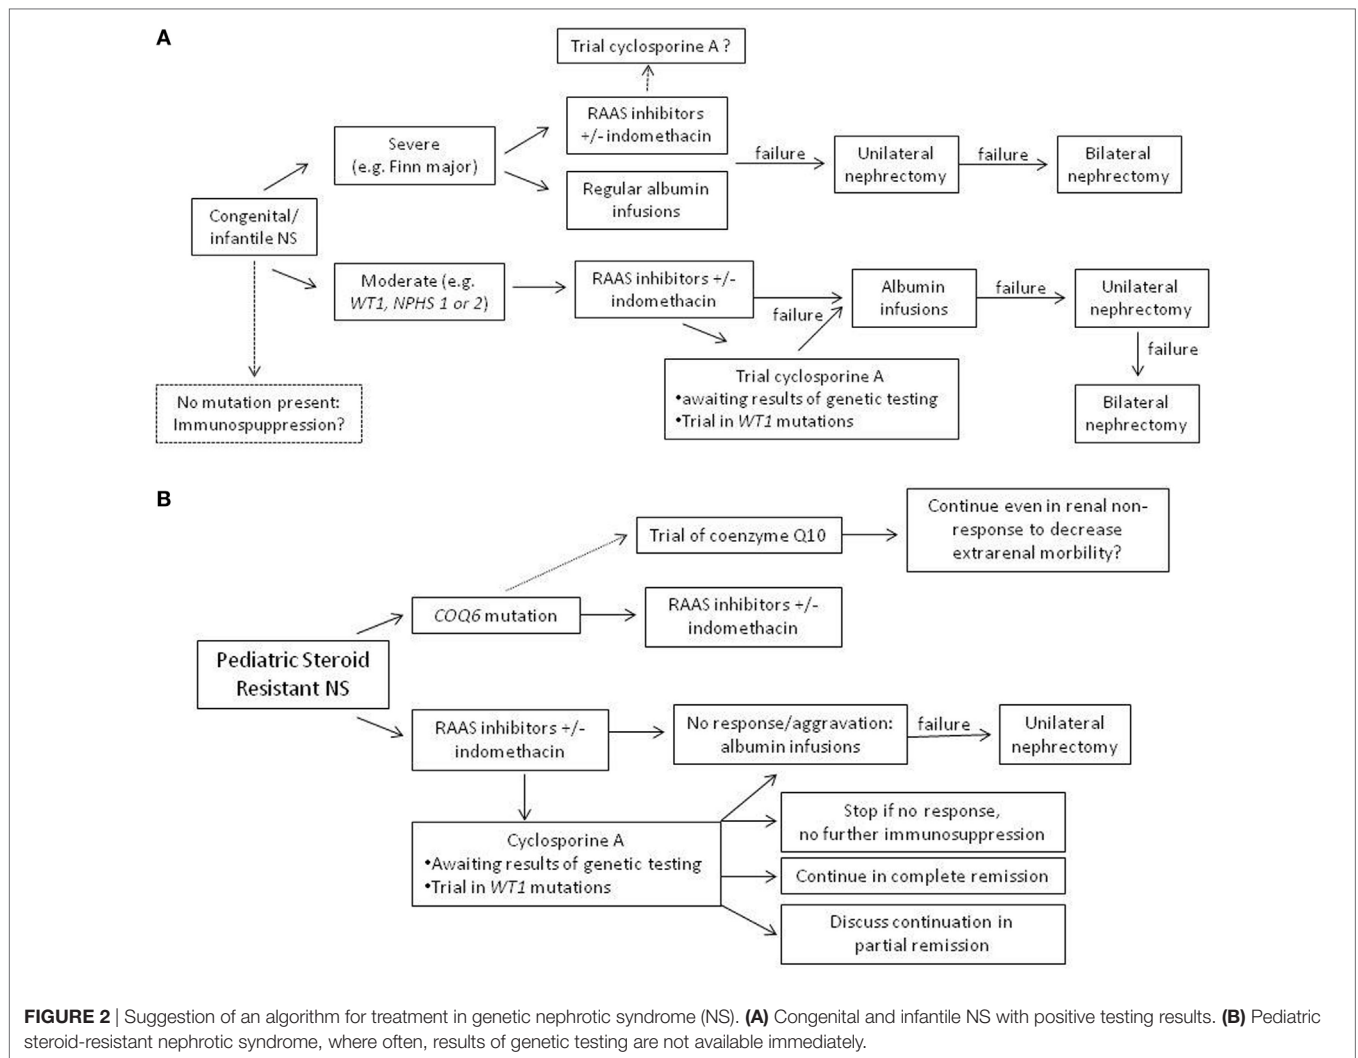 A
Trial cyclosporine A ?
RAAS inhibitors
+/- indomethacin
Severe
(e.g. Finn major)
failure
Unilateral
nephrectomy
failure
Bilateral
nephrectomy
Regular albumin
infusions
Congenital/
infantile NS
Moderate (e.g.
WT1, NPHS 1 or 2)
RAAS inhibitors +/-
indomethacin
failure
Albumin
infusions
failure
Unilateral
nephrectomy
failure
Trial cyclosporine A
•awaiting results of genetic testing
•Trial in WT1 mutations
No mutation present:
Immunospuppression?
Bilateral
nephrectomy
B
Trial of coenzyme Q10
Continue even in renal non-
response to decrease
extrarenal morbility?
COQ6 mutation
RAAS inhibitors +/-
indomethacin
Pediatric Steroid
Resistant NS
RAAS inhibitors +/-
indomethacin
No response/aggravation:
albumin infusions
failure
Unilateral
nephrectomy
Cyclosporine A
•Awaiting results of genetic testing
•Trial in WT1 mutations
Stop if no response,
no further immunosuppression
Continue in complete remission
Discuss continuation in
partial remission
FIGURE 2 | Suggestion of an algorithm for treatment in genetic nephrotic syndrome (NS). (A) Congenital and infantile NS with positive testing results. (B) Pediatric
steroid-resistant nephrotic syndrome, where often, results of genetic testing are not available immediately.